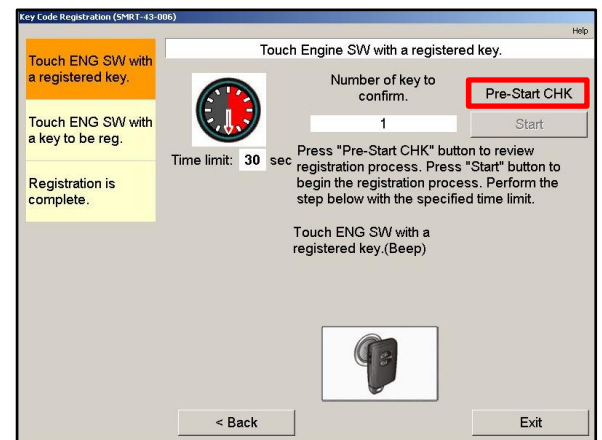 Key Code Registration (SMRT-43-006)
Help
Touch ENG SW with
a registered key.
Touch ENG SW with
a key to be reg.
Registration is
complete.
Touch Engine SW with a registered key.
Number of key to
confirm.
Pre-Start CHK
1
Start
Time limit: 30 sec
Press "Pre-Start CHK" button to review
registration process. Press "Start" button to
begin the registration process. Perform the
step below with the specified time limit.
Touch ENG SW with a
registered key.(Beep)
< Back
Exit